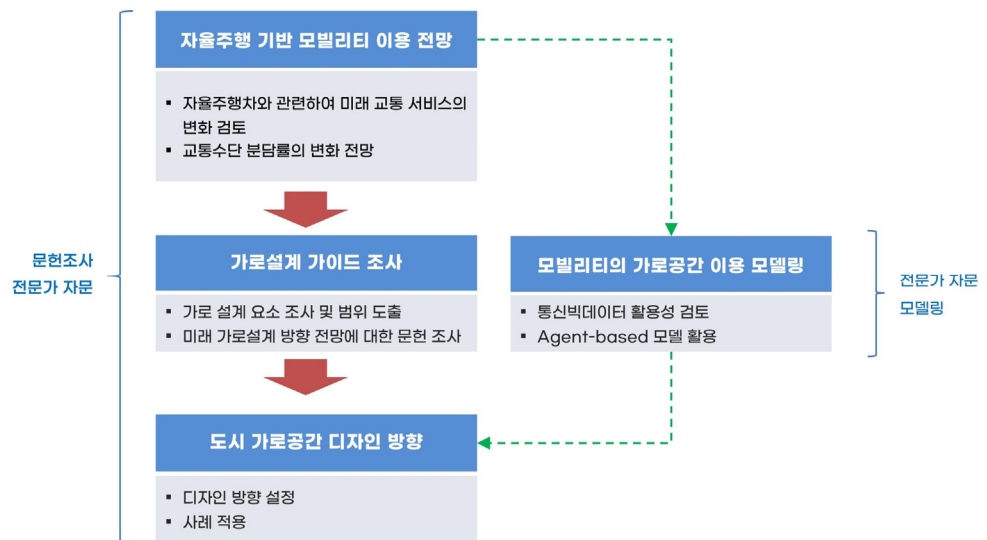 자율주행 기반 모빌리티 이용 전망
▪ 자율주행차와 관련하여 미래 교통 서비스의
변화 검토
▪ 교통수단 분담률의 변화 전망
문헌조사
전문가 자문
가로설계 가이드 조사
▪ 가로 설계 요소 조사 및 범위 도출
▪ 미래 가로설계 방향 전망에 대한 문헌 조사
모빌리티의 가로공간 이용 모델링
▪ 통신빅데이터 활용성 검토
▪ Agent-based 모델 활용
전문가 자문
모델링
도시 가로공간 디자인 방향
▪ 디자인 방향 설정
▪ 사례 적용